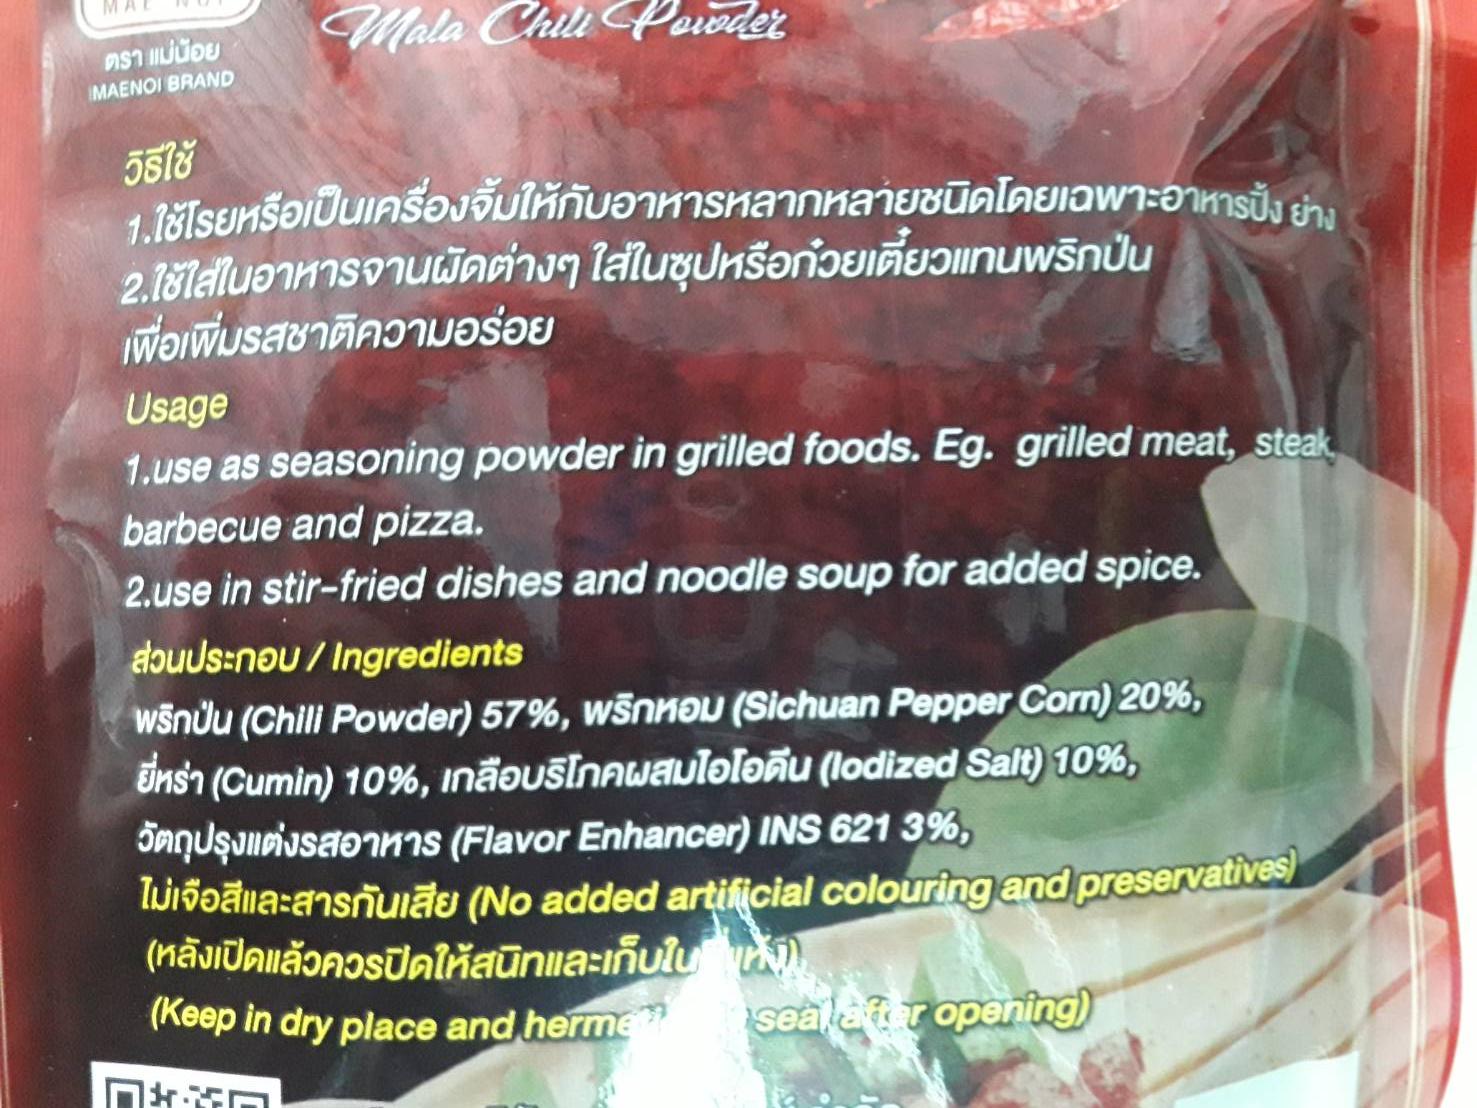 MAE NOI
Mala Chili Powder
ตรา แม่น้อย
MAENOI BRAND
วิธีใช้
1.ใช้โรยหรือเป็นเครื่องจิ้มให้กับอาหารหลากหลายชนิดโดยเฉพาะอาหารปิ้ง ย่าง
2.ใช้ใส่ในอาหารจานผัดต่างๆ ใส่ในซุปหรือก๋วยเตี๋ยวแทนพริกป่น
เพื่อเพิ่มรสชาติความอร่อย
Usage
1.use as seasoning powder in grilled foods. Eg. grilled meat, steak,
barbecue and pizza.
2.use in stir-fried dishes and noodle soup for added spice.
ส่วนประกอบ / Ingredients
พริกป่น (Chili Powder) 57%, พริกหอม (Sichuan Pepper Corn) 20%,
ยี่หร่า (Cumin) 10%, เกลือบริโภคผสมไอโอดีน (Iodized Salt) 10%,
วัตถุปรุงแต่งรสอาหาร (Flavor Enhancer) INS 621 3%,
ไม่เจือสีและสารกันเสีย (No added artificial colouring and preservatives)
(หลังเปิดแล้วควรปิดให้สนิทและเก็บใน
(Keep in dry place and seal after opening)